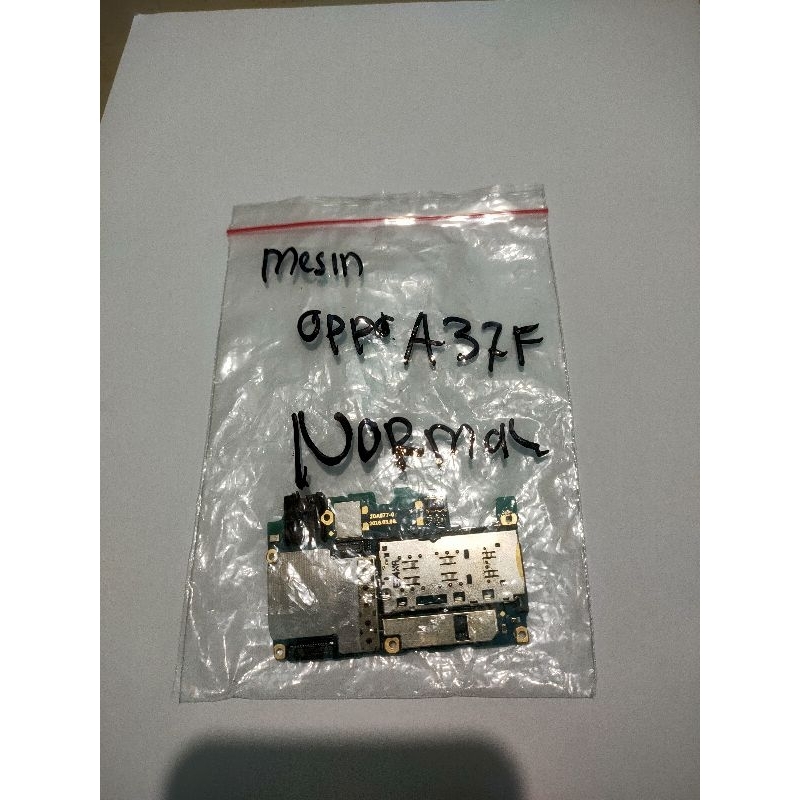 mesin
oppo A37F
Normal